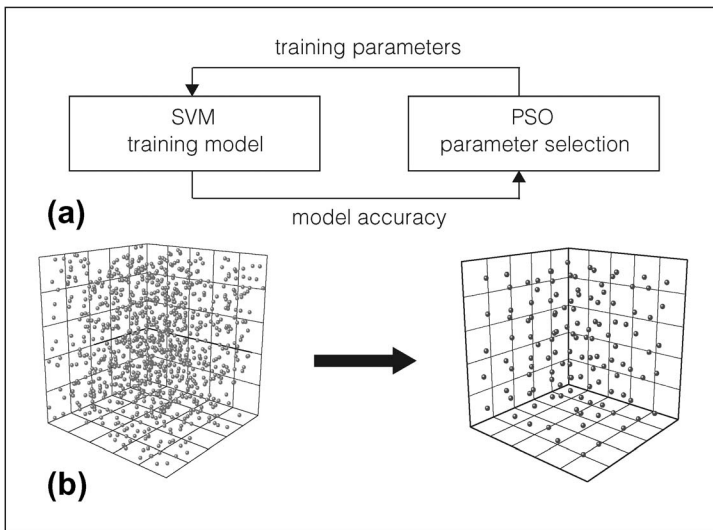 training parameters
SVM
training model
PSO
parameter selection
(a)
model accuracy
(b)